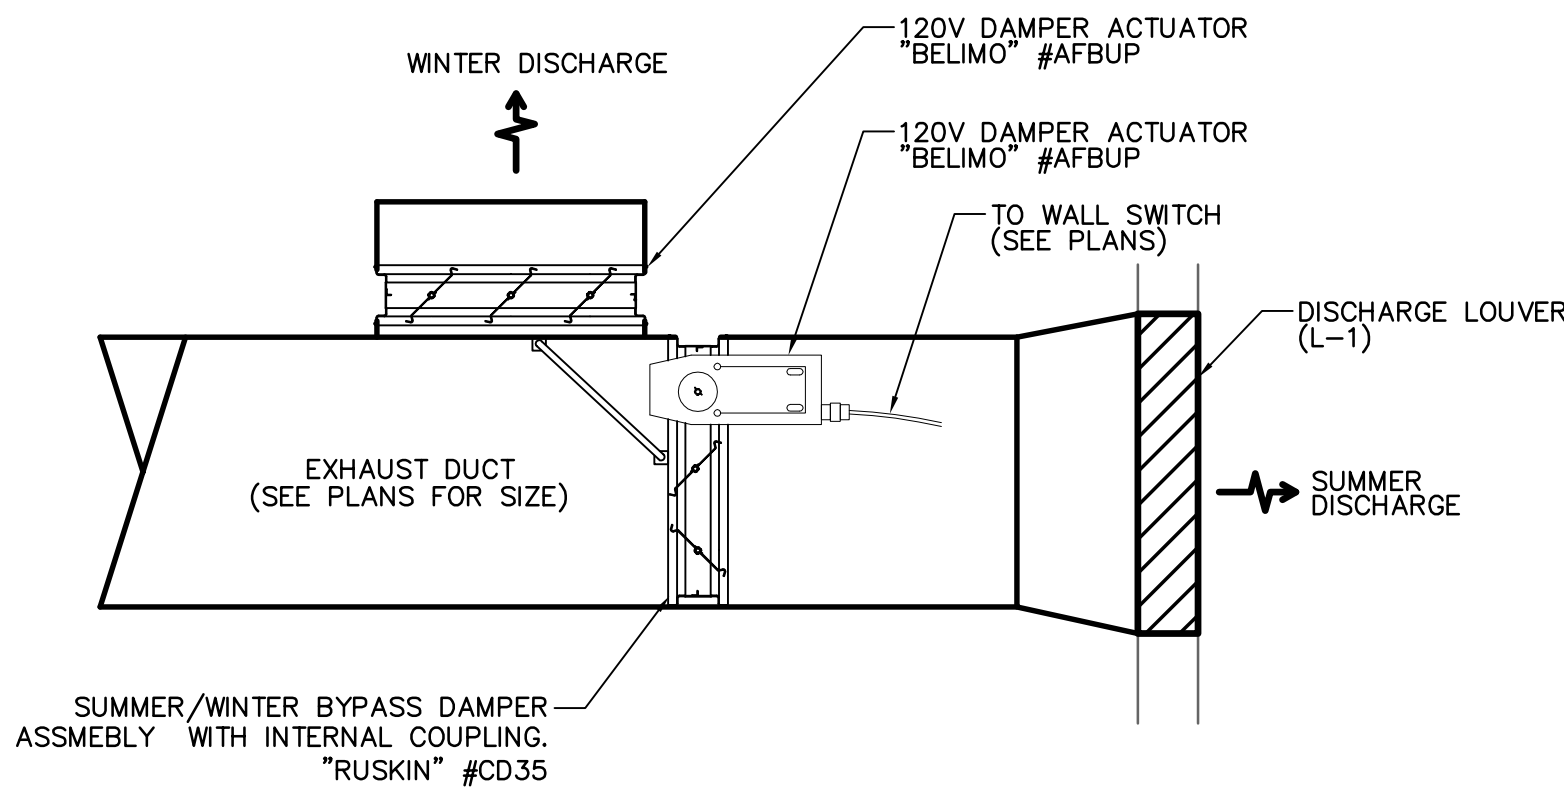 WINTER DISCHARGE
120V DAMPER ACTUATOR
"BELIMO" #AFBUP
120V DAMPER ACTUATOR
"BELIMO" #AFBUP
TO WALL SWITCH
(SEE PLANS)
DISCHARGE LOUVER
(L-1)
EXHAUST DUCT
(SEE PLANS FOR SIZE)
SUMMER
DISCHARGE
SUMMER/WINTER BYPASS DAMPER
ASSMEBLY WITH INTERNAL COUPLING.
"RUSKIN" #CD35